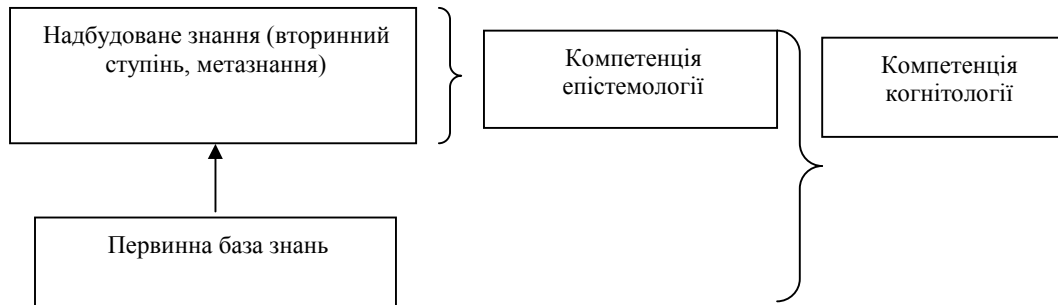 Надбудоване знання (вторинний
ступінь, метазнання)
Компетенція
епістемології
Компетенція
когнітології
Первинна база знань